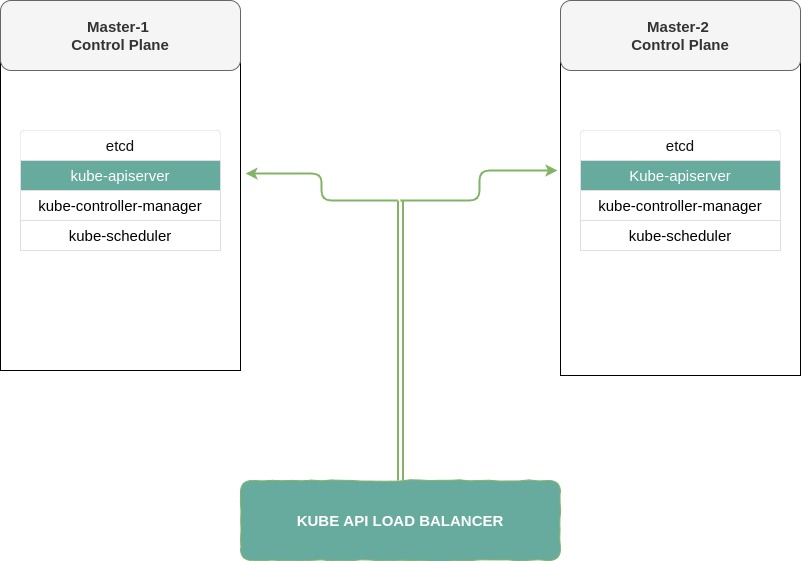 Master-1
Control Plane
etcd
kube-apiserver
kube-controller-manager
kube-scheduler
Master-2
Control Plane
etcd
Kube-apiserver
kube-controller-manager
kube-scheduler
KUBE API LOAD BALANCER